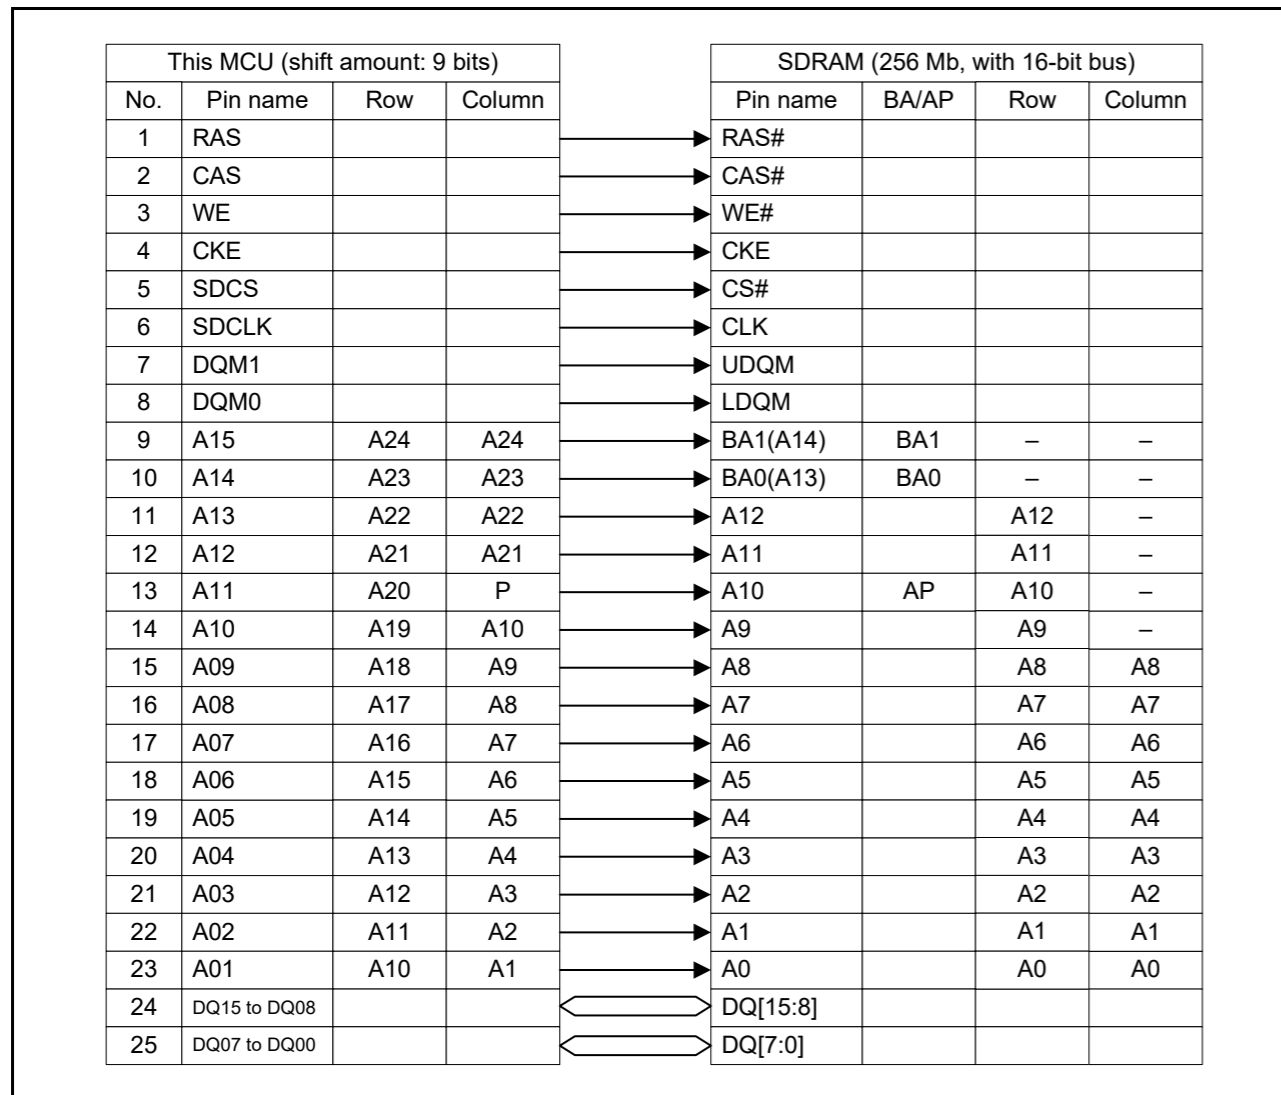 This MCU (shift amount: 9 bits) SDRAM (256 Mb, with 16-bit bus)
No. Pin name Row Column Pin name BA/AP Row Column
1 RAS RAS#
2 CAS CAS#
3 WE WE#
4 CKE CKE
5 SDCS CS#
6 SDCLK CLK
7 DQM1 UDQM
8 DQM0 LDQM
9 A15 A24 A24 BA1(A14) BA1 – –
10 A14 A23 A23 BA0(A13) BA0 – –
11 A13 A22 A22 A12 A12 –
12 A12 A21 A21 A11 A11 –
13 A11 A20 P A10 AP A10 –
14 A10 A19 A10 A9 A9 –
15 A09 A18 A9 A8 A8 A8
16 A08 A17 A8 A7 A7 A7
17 A07 A16 A7 A6 A6 A6
18 A06 A15 A6 A5 A5 A5
19 A05 A14 A5 A4 A4 A4
20 A04 A13 A4 A3 A3 A3
21 A03 A12 A3 A2 A2 A2
22 A02 A11 A2 A1 A1 A1
23 A01 A10 A1 A0 A0 A0
24 DQ15 to DQ08 DQ[15:8]
25 DQ07 to DQ00 DQ[7:0]